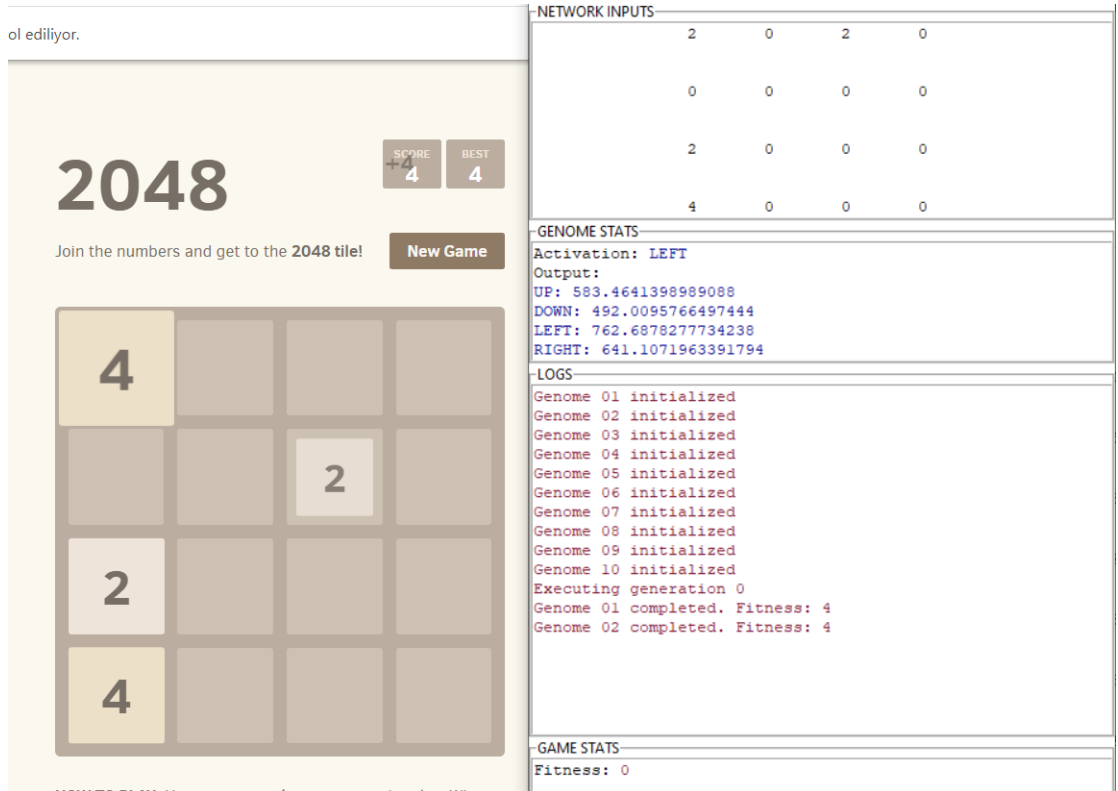 ol ediliyor.
2048
SCORE
4
+4
BEST
4
Join the numbers and get to the 2048 tile!
New Game
4
2
2
4
NETWORK INPUTS
2 0 2 0
0 0 0 0
2 0 0 0
4 0 0 0
GENOME STATS
Activation: LEFT
Output:
UP: 583.4641398989088
DOWN: 492.0095766497444
LEFT: 762.6878277734238
RIGHT: 641.1071963391794
LOGS
Genome 01 initialized
Genome 02 initialized
Genome 03 initialized
Genome 04 initialized
Genome 05 initialized
Genome 06 initialized
Genome 07 initialized
Genome 08 initialized
Genome 09 initialized
Genome 10 initialized
Executing generation 0
Genome 01 completed. Fitness: 4
Genome 02 completed. Fitness: 4
GAME STATS
Fitness: 0